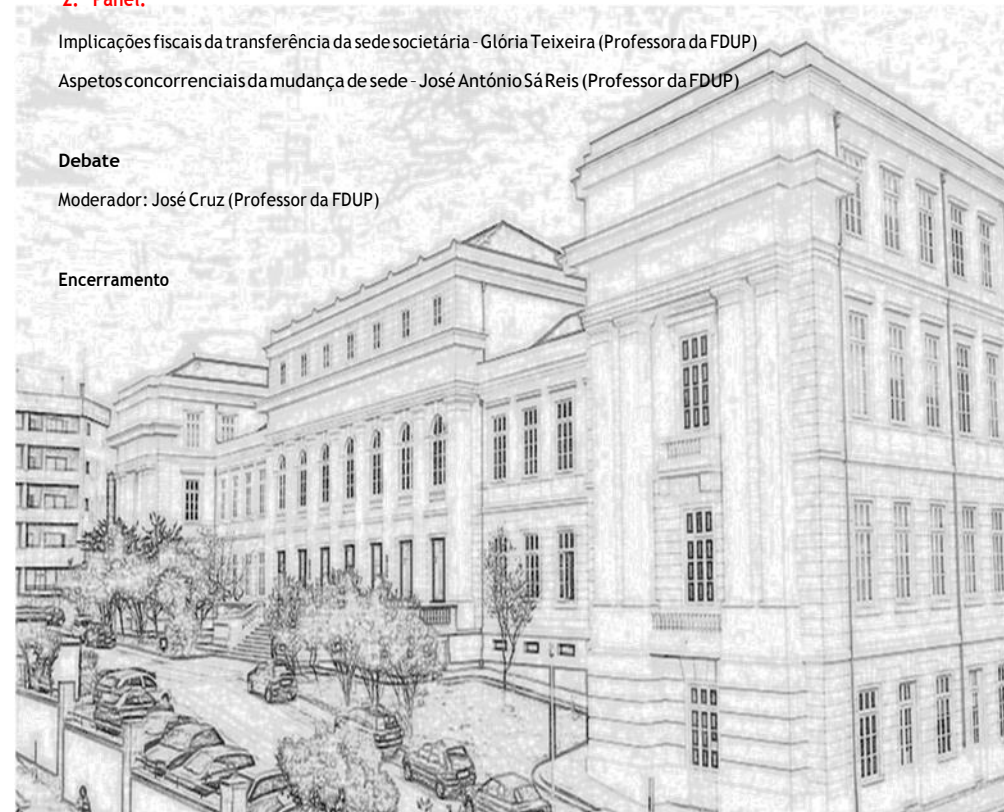 2. Panel:
Implicações fiscais da transferência da sede societária – Glória Teixeira (Professora da FDUP)
Aspetos concorrenciais da mudança de sede – José António Sá Reis (Professor da FDUP)
Debate
Moderador: José Cruz (Professor da FDUP)
Encerramento